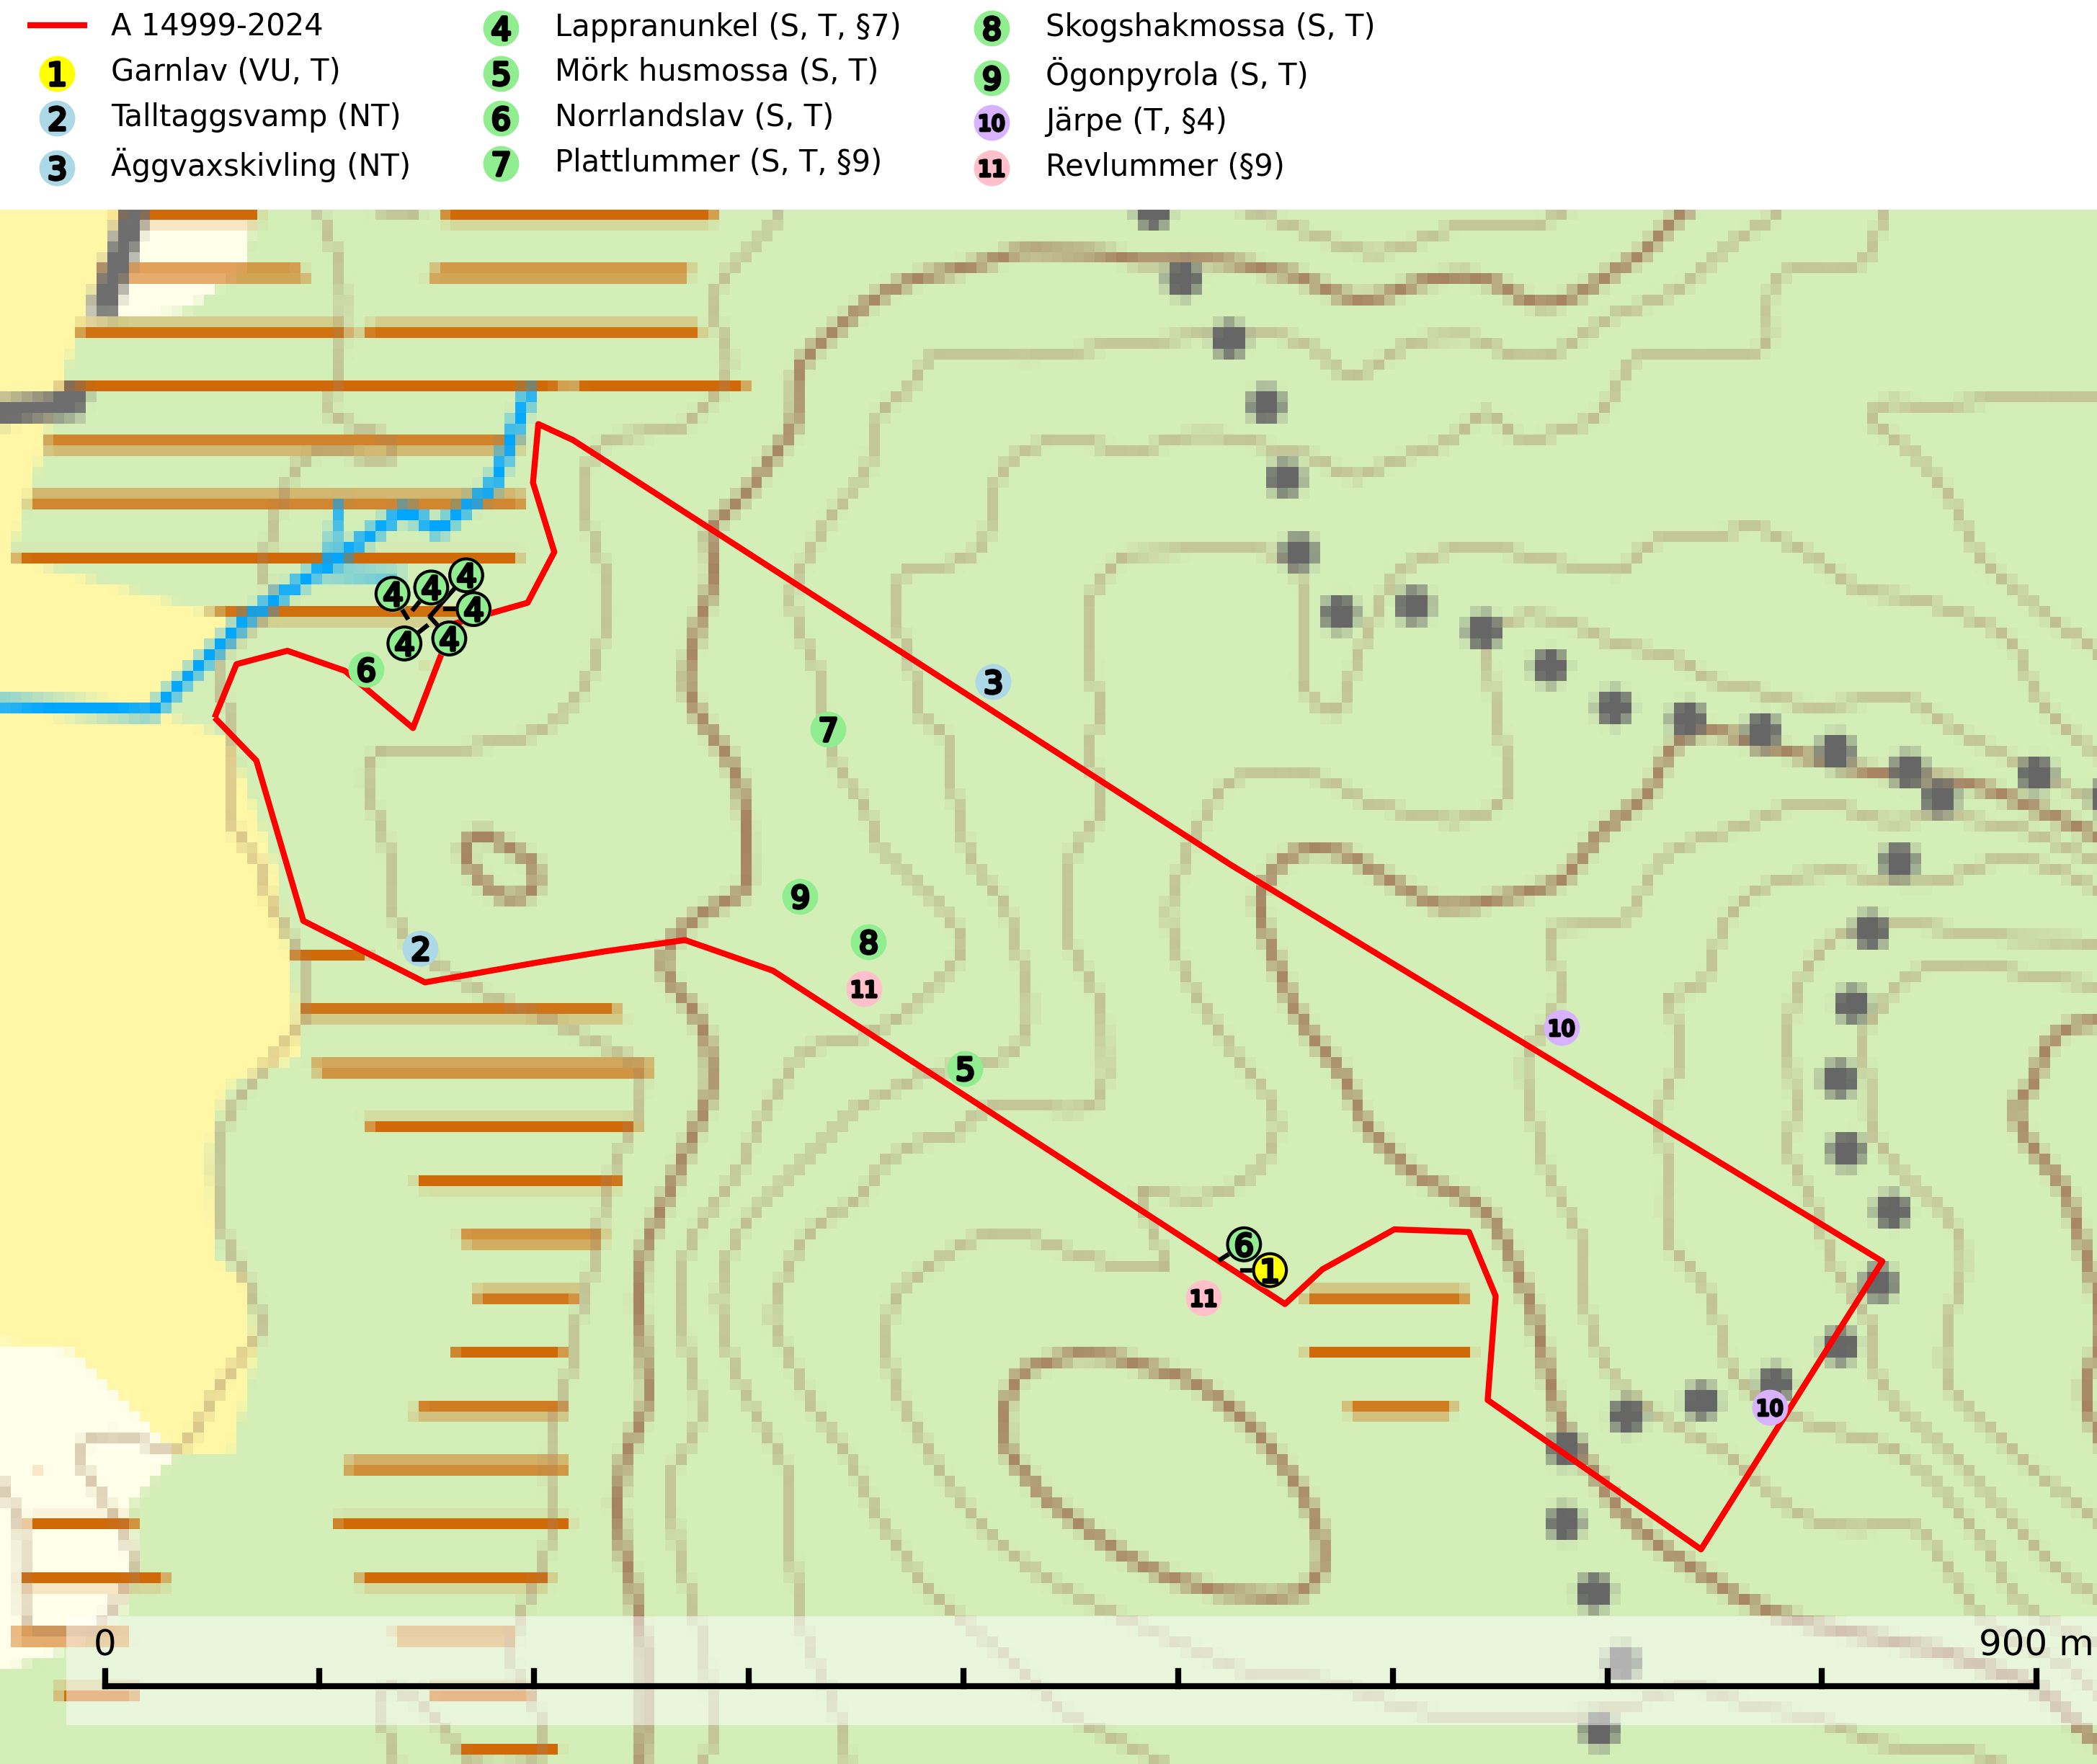 A 14999-2024
1 Garnlav (VU, T)
2 Talltaggsvamp (NT)
3 Äggvaxskivling (NT)
4 Lappranunkel (S, T, §7)
5 Mörk husmossa (S, T)
6 Norrlandslav (S, T)
7 Plattlummer (S, T, §9)
8 Skogshakmossa (S, T)
9 Ögonpyrola (S, T)
10 Järpe (T, §4)
11 Revlummer (§9)
4
4
4
4
4
4
6
3
7
9
8
2
11
10
5
6
1
11
10
0
900 m